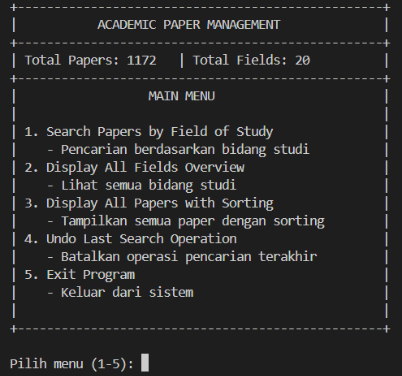 ACADEMIC PAPER MANAGEMENT
Total Papers: 1172 | Total Fields: 20
MAIN MENU
1. Search Papers by Field of Study
- Pencarian berdasarkan bidang studi
2. Display All Fields Overview
- Lihat semua bidang studi
3. Display All Papers with Sorting
- Tampilkan semua paper dengan sorting
4. Undo Last Search Operation
- Batalkan operasi pencarian terakhir
5. Exit Program
- Keluar dari sistem
Pilih menu (1-5):